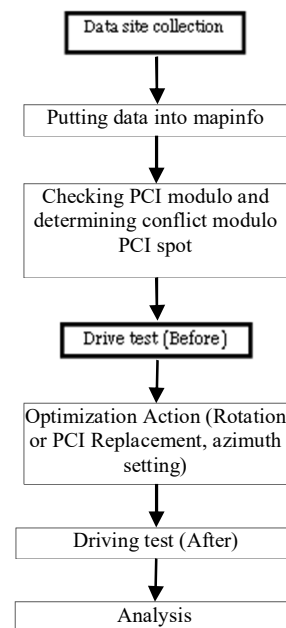 Data site collection
Putting data into mapinfo
Checking PCI modulo and
determining conflict modulo
PCI spot
Drive test (Before)
Optimization Action (Rotation
or PCI Replacement, azimuth
setting)
Driving test (After)
Analysis